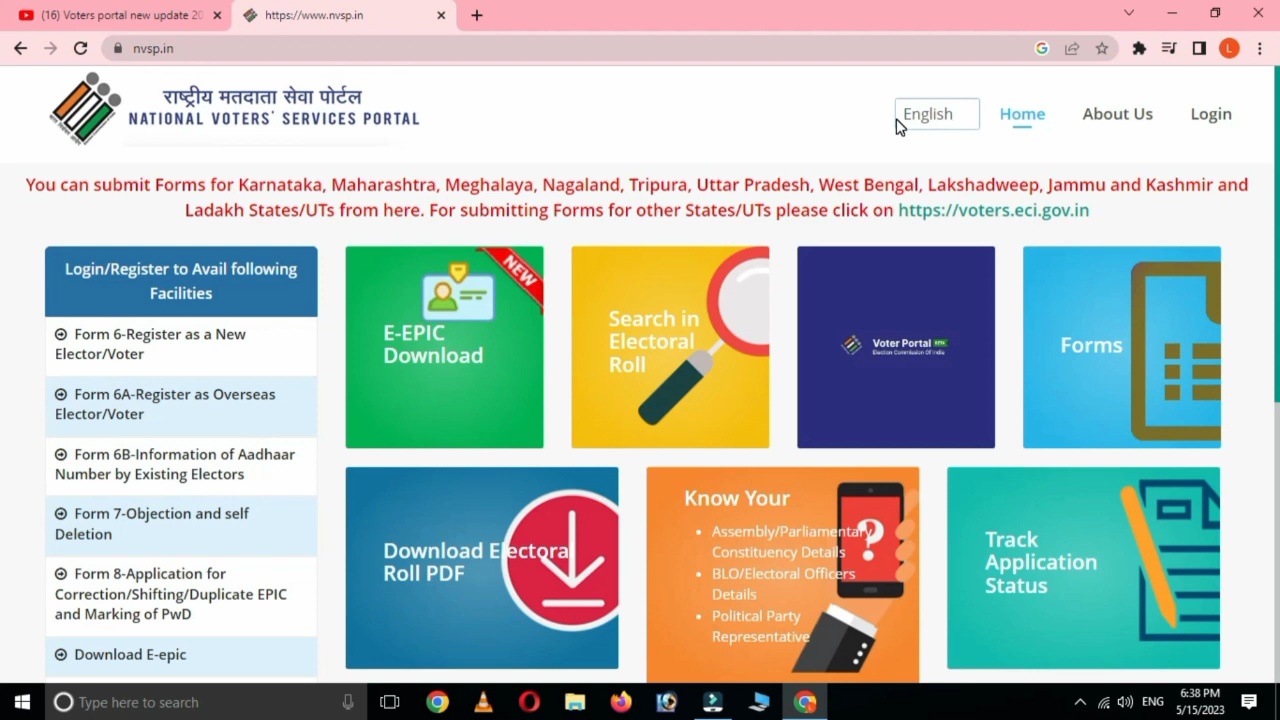 (16) Voters portal new update 20
https://www.nvsp.in
nvsp.in
L
राष्ट्रीय मतदाता सेवा पोर्टल
NATIONAL VOTERS' SERVICES PORTAL
English
Home
About Us
Login
You can submit Forms for Karnataka, Maharashtra, Meghalaya, Nagaland, Tripura, Uttar Pradesh, West Bengal, Lakshadweep, Jammu and Kashmir and
Ladakh States/UTs from here. For submitting Forms for other States/UTs please click on https://voters.eci.gov.in
Login/Register to Avail following
Facilities
Form 6-Register as a New
Elector/Voter
Form 6A-Register as Overseas
Elector/Voter
Form 6B-Information of Aadhaar
Number by Existing Electors
Form 7-Objection and self
Deletion
Form 8-Application for
Correction/Shifting/Duplicate EPIC
and Marking of PwD
Download E-epic
NEW
E-EPIC
Download
Search in
Electoral
Roll
Voter Portal
Election Commission Of India
Forms
Download Electora
Roll PDF
Know Your
• Assembly/Parliamentary
Constituency Details
• BLO/Electoral Officers
Details
• Political Party
Representative
?
Track
Application
Status
Type here to search
ENG
6:38 PM
5/15/2023